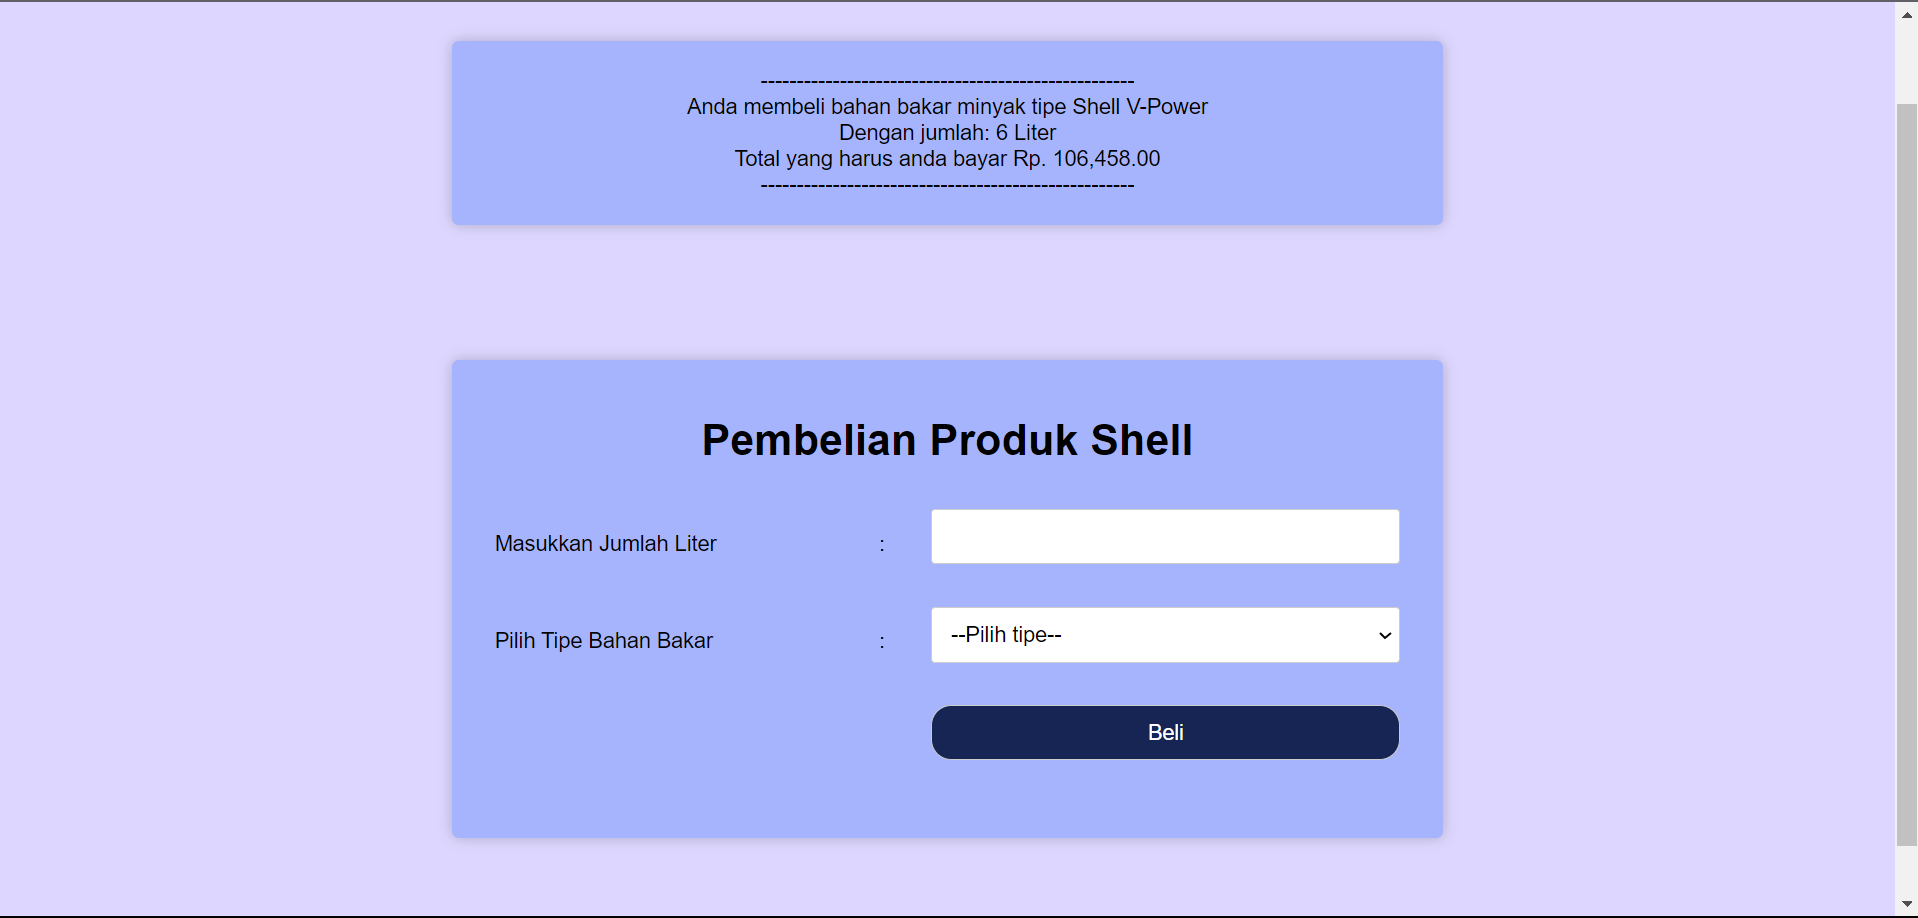 ----------------------------------------------------
Anda membeli bahan bakar minyak tipe Shell V-Power
Dengan jumlah: 6 Liter
Total yang harus anda bayar Rp. 106,458.00
----------------------------------------------------
Pembelian Produk Shell
Masukkan Jumlah Liter :
Pilih Tipe Bahan Bakar : --Pilih tipe--
Beli